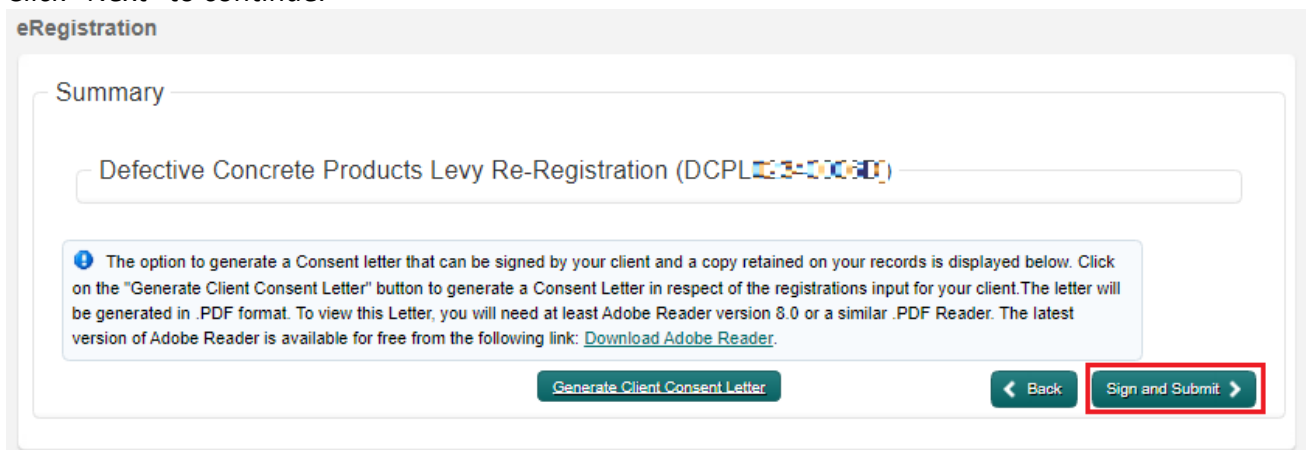 eRegistration
Summary
Defective Concrete Products Levy Re-Registration (DCPL
The option to generate a Consent letter that can be signed by your client and a copy retained on your records is displayed below. Click
on the "Generate Client Consent Letter" button to generate a Consent Letter in respect of the registrations input for your client.The letter will
be generated in .PDF format. To view this Letter, you will need at least Adobe Reader version 8.0 or a similar .PDF Reader. The latest
version of Adobe Reader is available for free from the following link: Download Adobe Reader.
Generate Client Consent Letter
Back
Sign and Submit